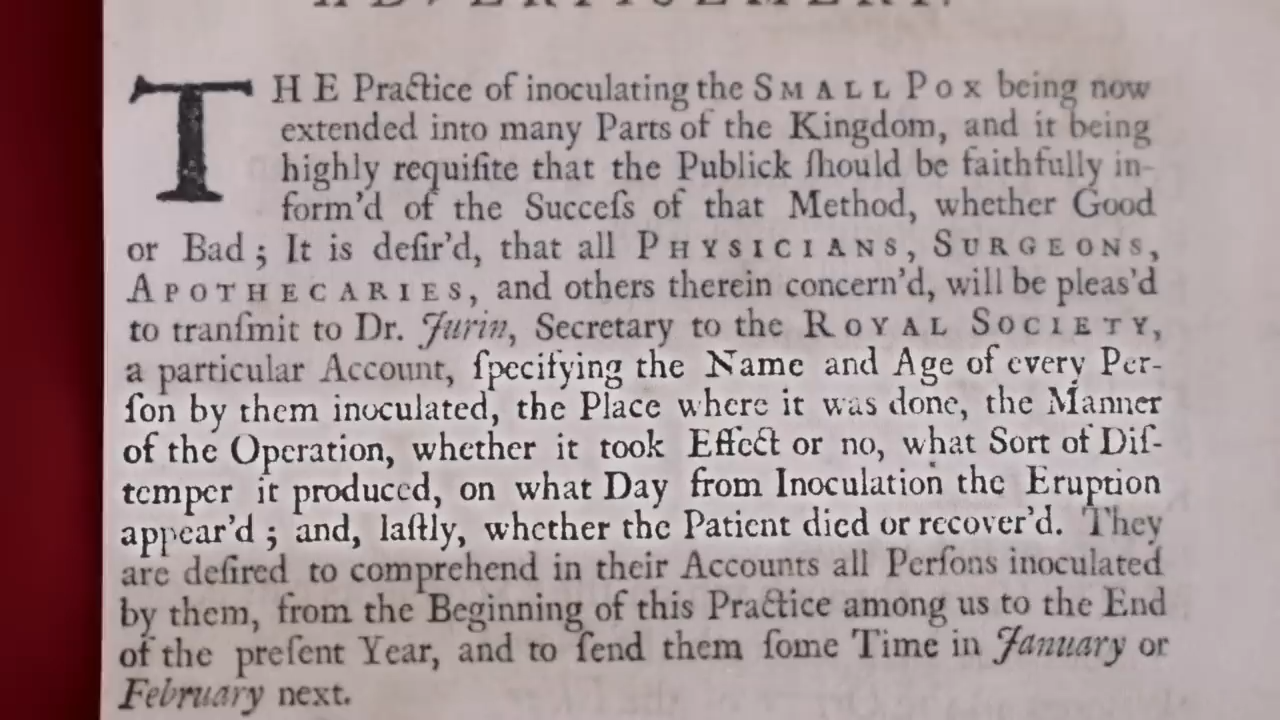 ADVERTISEMENT.
THE Practice of inoculating the SMALL POX being now
extended into many Parts of the Kingdom, and it being
highly requiſite that the Publick ſhould be faithfully in-
form'd of the Succeſs of that Method, whether Good
or Bad; It is deſir'd, that all PHYSICIANS, SURGEONS,
APOTHECARIES, and others therein concern'd, will be pleas'd
to tranſmit to Dr. Jurin, Secretary to the ROYAL SOCIETY,
a particular Account, ſpecifying the Name and Age of every Per-
ſon by them inoculated, the Place where it was done, the Manner
of the Operation, whether it took Effect or no, what Sort of Diſ-
temper it produced, on what Day from Inoculation the Eruption
appear'd; and, laſtly, whether the Patient died or recover'd. They
are deſired to comprehend in their Accounts all Perſons inoculated
by them, from the Beginning of this Practice among us to the End
of the preſent Year, and to ſend them ſome Time in January or
February next.